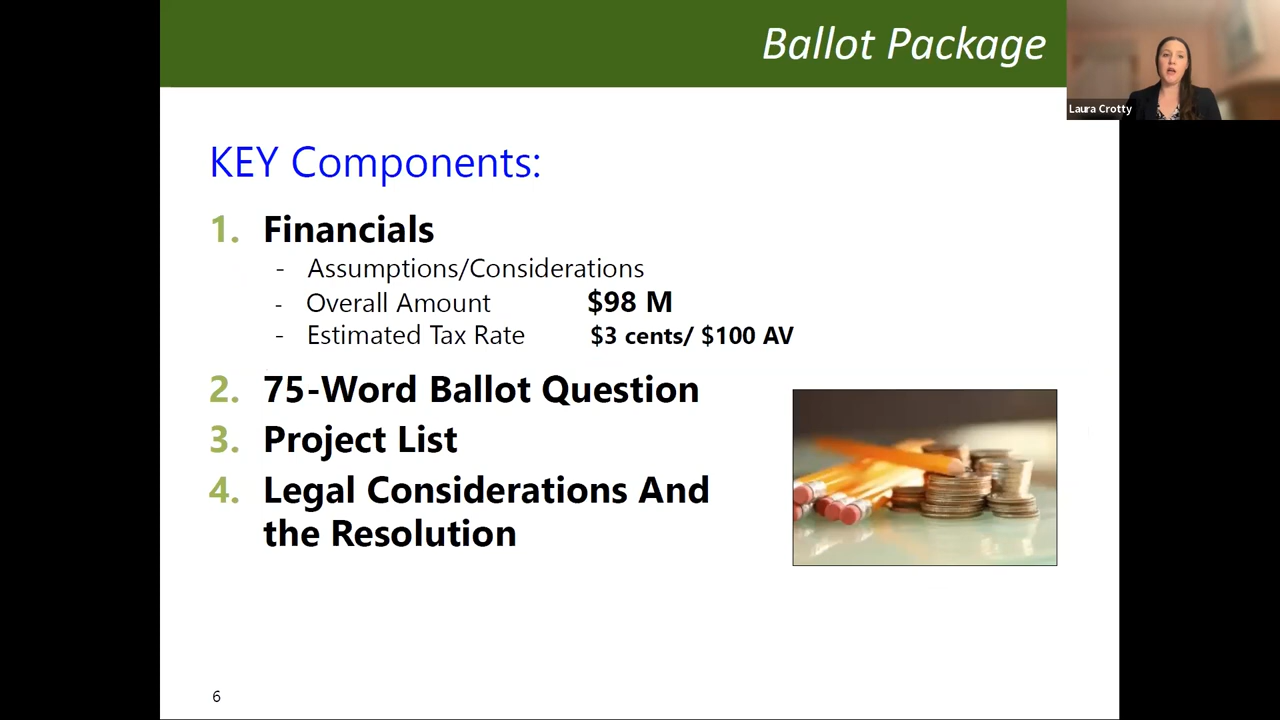 Ballot Package
Laura Crotty
KEY Components:
1. Financials
- Assumptions/Considerations
- Overall Amount $98 M
- Estimated Tax Rate $3 cents/ $100 AV
2. 75-Word Ballot Question
3. Project List
4. Legal Considerations And
the Resolution
6